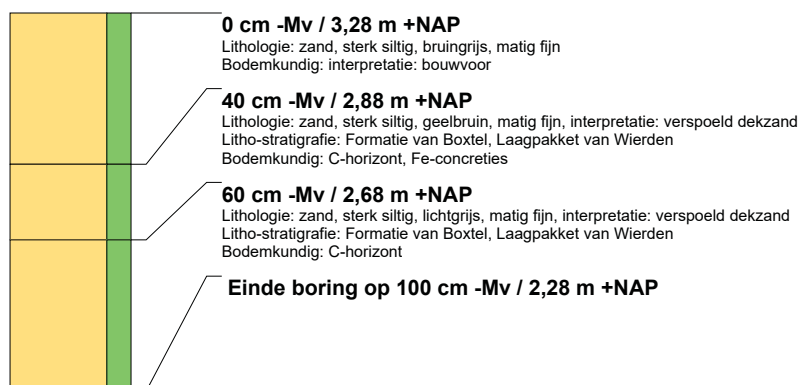 0 cm -Mv / 3,28 m +NAP
Lithologie: zand, sterk siltig, bruingrijs, matig fijn
Bodemkundig: interpretatie: bouwvoor
40 cm -Mv / 2,88 m +NAP
Lithologie: zand, sterk siltig, geelbruin, matig fijn, interpretatie: verspoeld dekzand
Litho-stratigrafie: Formatie van Boxtel, Laagpakket van Wierden
Bodemkundig: C-horizont, Fe-concreties
60 cm -Mv / 2,68 m +NAP
Lithologie: zand, sterk siltig, lichtgrijs, matig fijn, interpretatie: verspoeld dekzand
Litho-stratigrafie: Formatie van Boxtel, Laagpakket van Wierden
Bodemkundig: C-horizont
Einde boring op 100 cm -Mv / 2,28 m +NAP